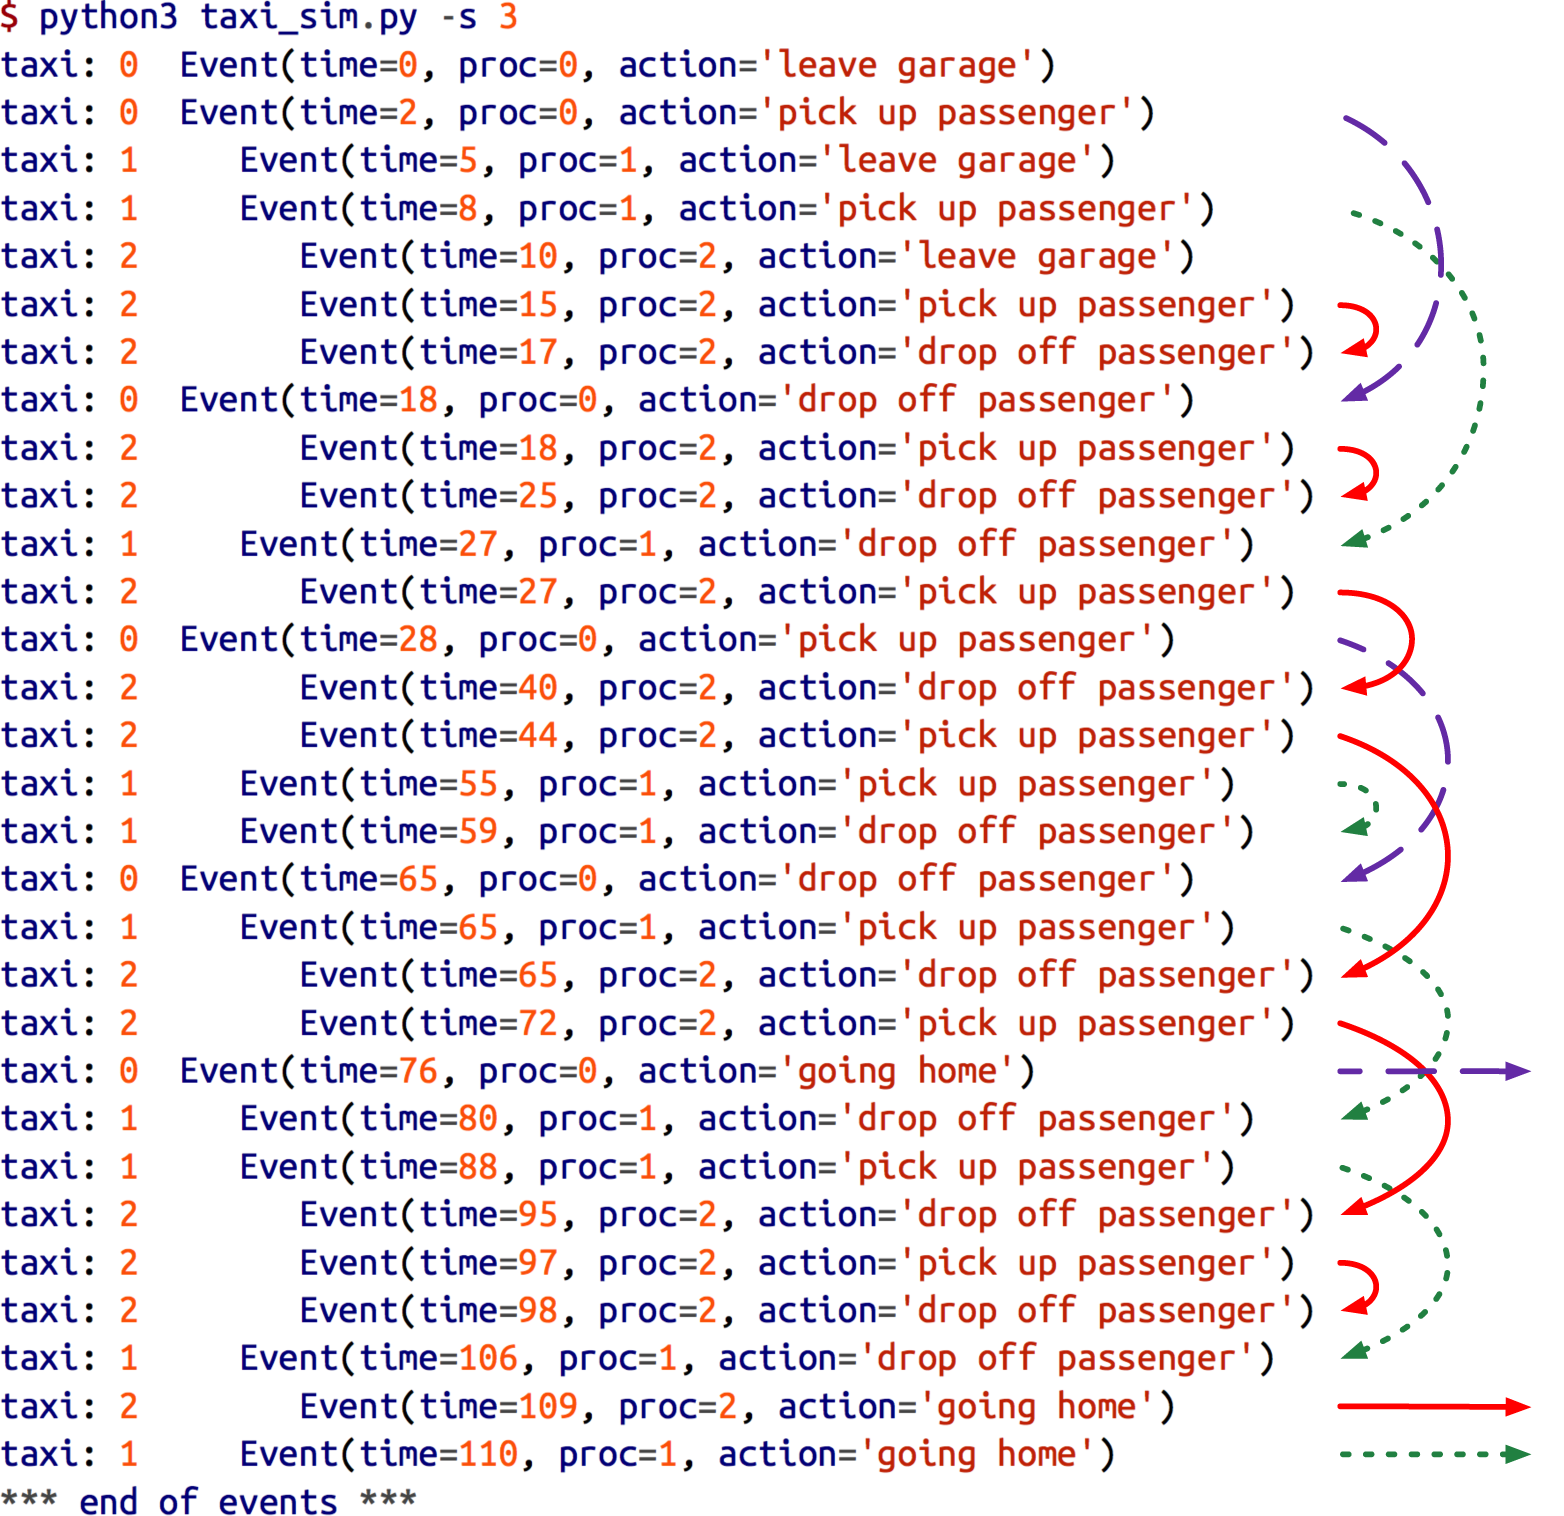 $ python3 taxi_sim.py -s 3
taxi: 0  Event(time=0, proc=0, action='leave garage')
taxi: 0  Event(time=2, proc=0, action='pick up passenger')
taxi: 1     Event(time=5, proc=1, action='leave garage')
taxi: 1     Event(time=8, proc=1, action='pick up passenger')
taxi: 2        Event(time=10, proc=2, action='leave garage')
taxi: 2        Event(time=15, proc=2, action='pick up passenger')
taxi: 2        Event(time=17, proc=2, action='drop off passenger')
taxi: 0  Event(time=18, proc=0, action='drop off passenger')
taxi: 2        Event(time=18, proc=2, action='pick up passenger')
taxi: 2        Event(time=25, proc=2, action='drop off passenger')
taxi: 1     Event(time=27, proc=1, action='drop off passenger')
taxi: 2        Event(time=27, proc=2, action='pick up passenger')
taxi: 0  Event(time=28, proc=0, action='pick up passenger')
taxi: 2        Event(time=40, proc=2, action='drop off passenger')
taxi: 2        Event(time=44, proc=2, action='pick up passenger')
taxi: 1     Event(time=55, proc=1, action='pick up passenger')
taxi: 1     Event(time=59, proc=1, action='drop off passenger')
taxi: 0  Event(time=65, proc=0, action='drop off passenger')
taxi: 1     Event(time=65, proc=1, action='pick up passenger')
taxi: 2        Event(time=65, proc=2, action='drop off passenger')
taxi: 2        Event(time=72, proc=2, action='pick up passenger')
taxi: 0  Event(time=76, proc=0, action='going home')
taxi: 1     Event(time=80, proc=1, action='drop off passenger')
taxi: 1     Event(time=88, proc=1, action='pick up passenger')
taxi: 2        Event(time=95, proc=2, action='drop off passenger')
taxi: 2        Event(time=97, proc=2, action='pick up passenger')
taxi: 2        Event(time=98, proc=2, action='drop off passenger')
taxi: 1     Event(time=106, proc=1, action='drop off passenger')
taxi: 2        Event(time=109, proc=2, action='going home')
taxi: 1     Event(time=110, proc=1, action='going home')
*** end of events ***